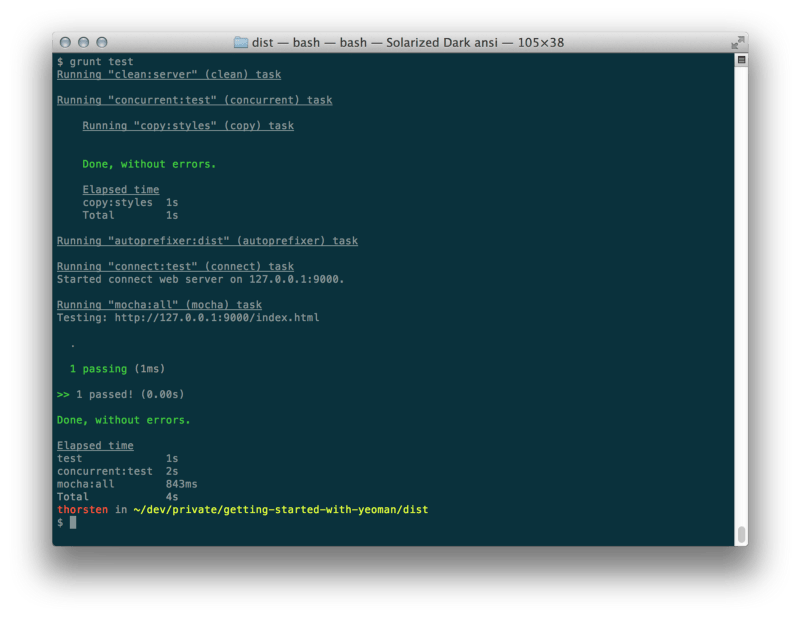 dist — bash — bash — Solarized Dark ansi — 105×38
$ grunt test
Running "clean:server" (clean) task
Running "concurrent:test" (concurrent) task
Running "copy:styles" (copy) task
Done, without errors.
Elapsed time
copy:styles  1s
Total        1s
Running "autoprefixer:dist" (autoprefixer) task
Running "connect:test" (connect) task
Started connect web server on 127.0.0.1:9000.
Running "mocha:all" (mocha) task
Testing: http://127.0.0.1:9000/index.html
.
1 passing (1ms)
>> 1 passed! (0.00s)
Done, without errors.
Elapsed time
test             1s
concurrent:test  2s
mocha:all        843ms
Total            4s
thorsten in ~/dev/private/getting-started-with-yeoman/dist
$